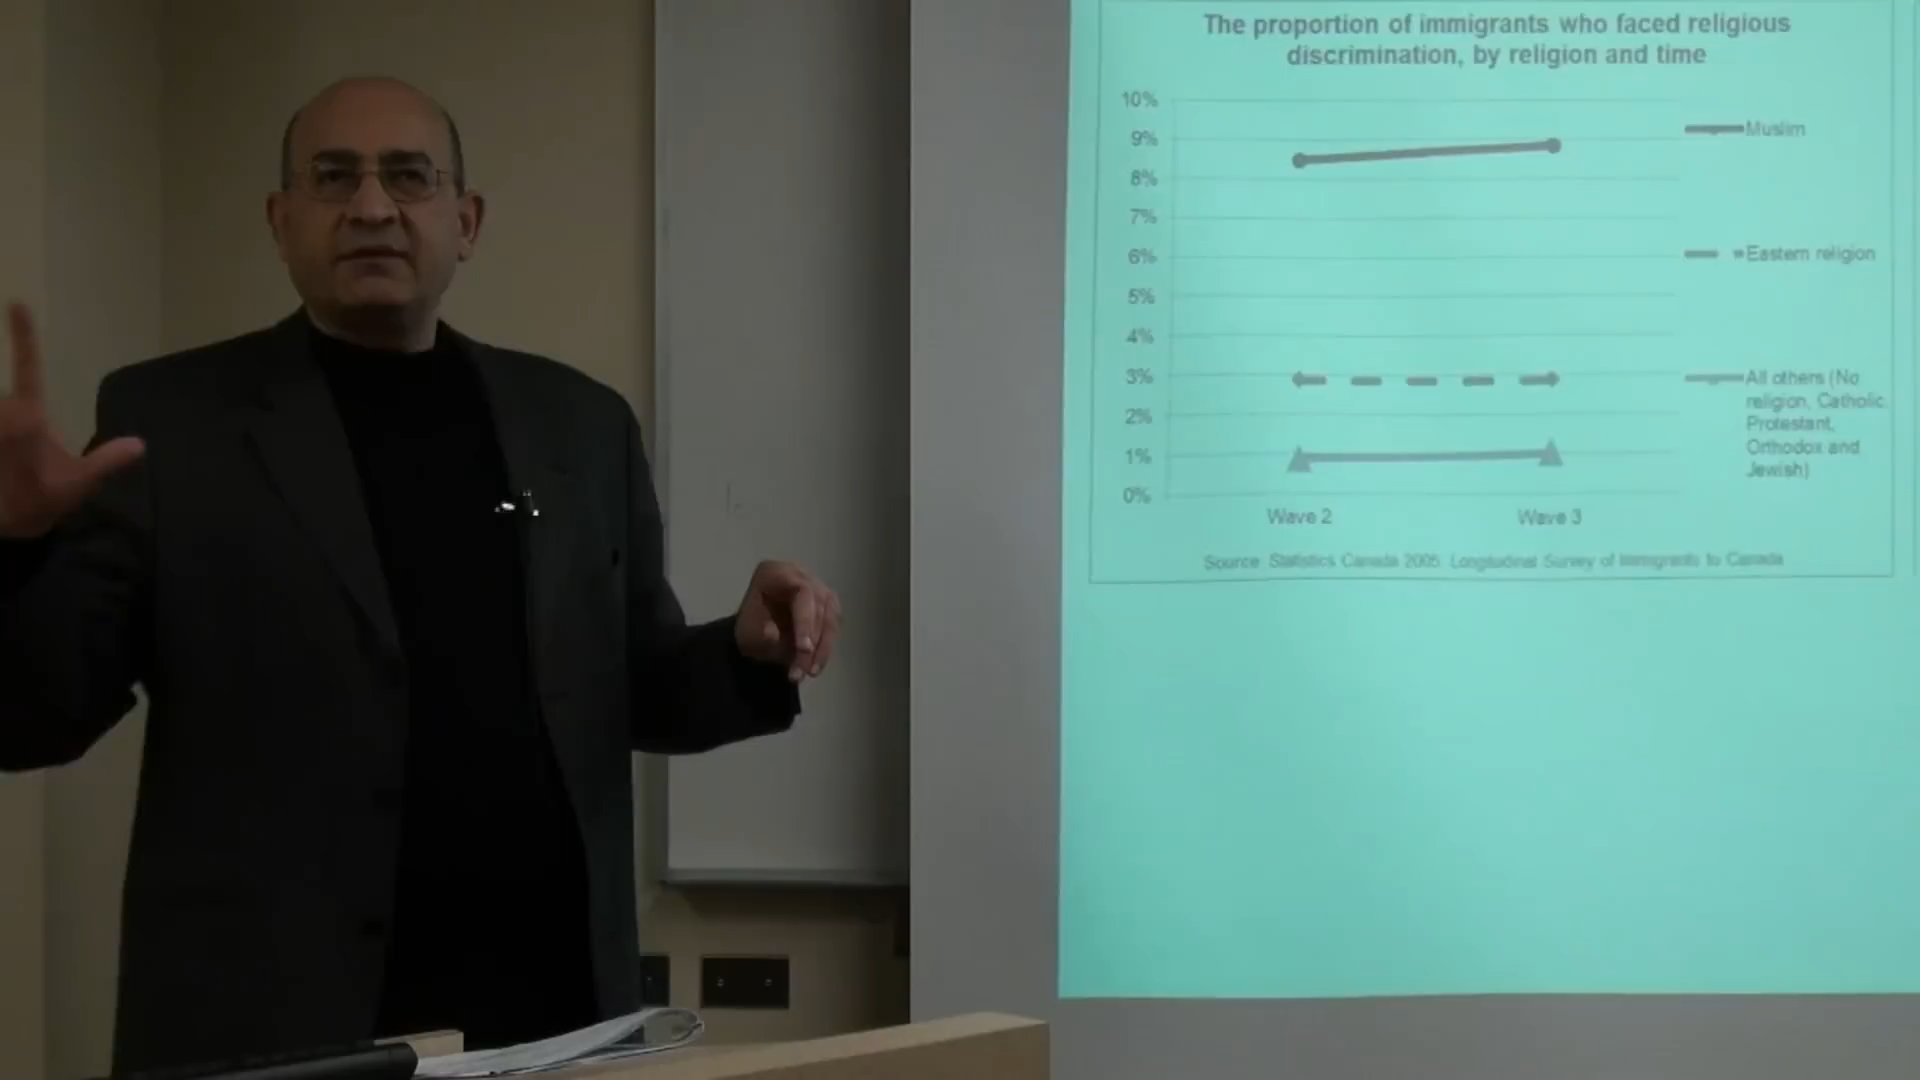 The proportion of immigrants who faced religious
discrimination, by religion and time
10%
9%
8%
7%
6%
5%
4%
3%
2%
1%
0%
Wave 2
Wave 3
Muslim
Eastern religion
All others (No
religion, Catholic,
Protestant,
Orthodox and
Jewish)
Source: Statistics Canada 2005. Longitudinal Survey of Immigrants to Canada